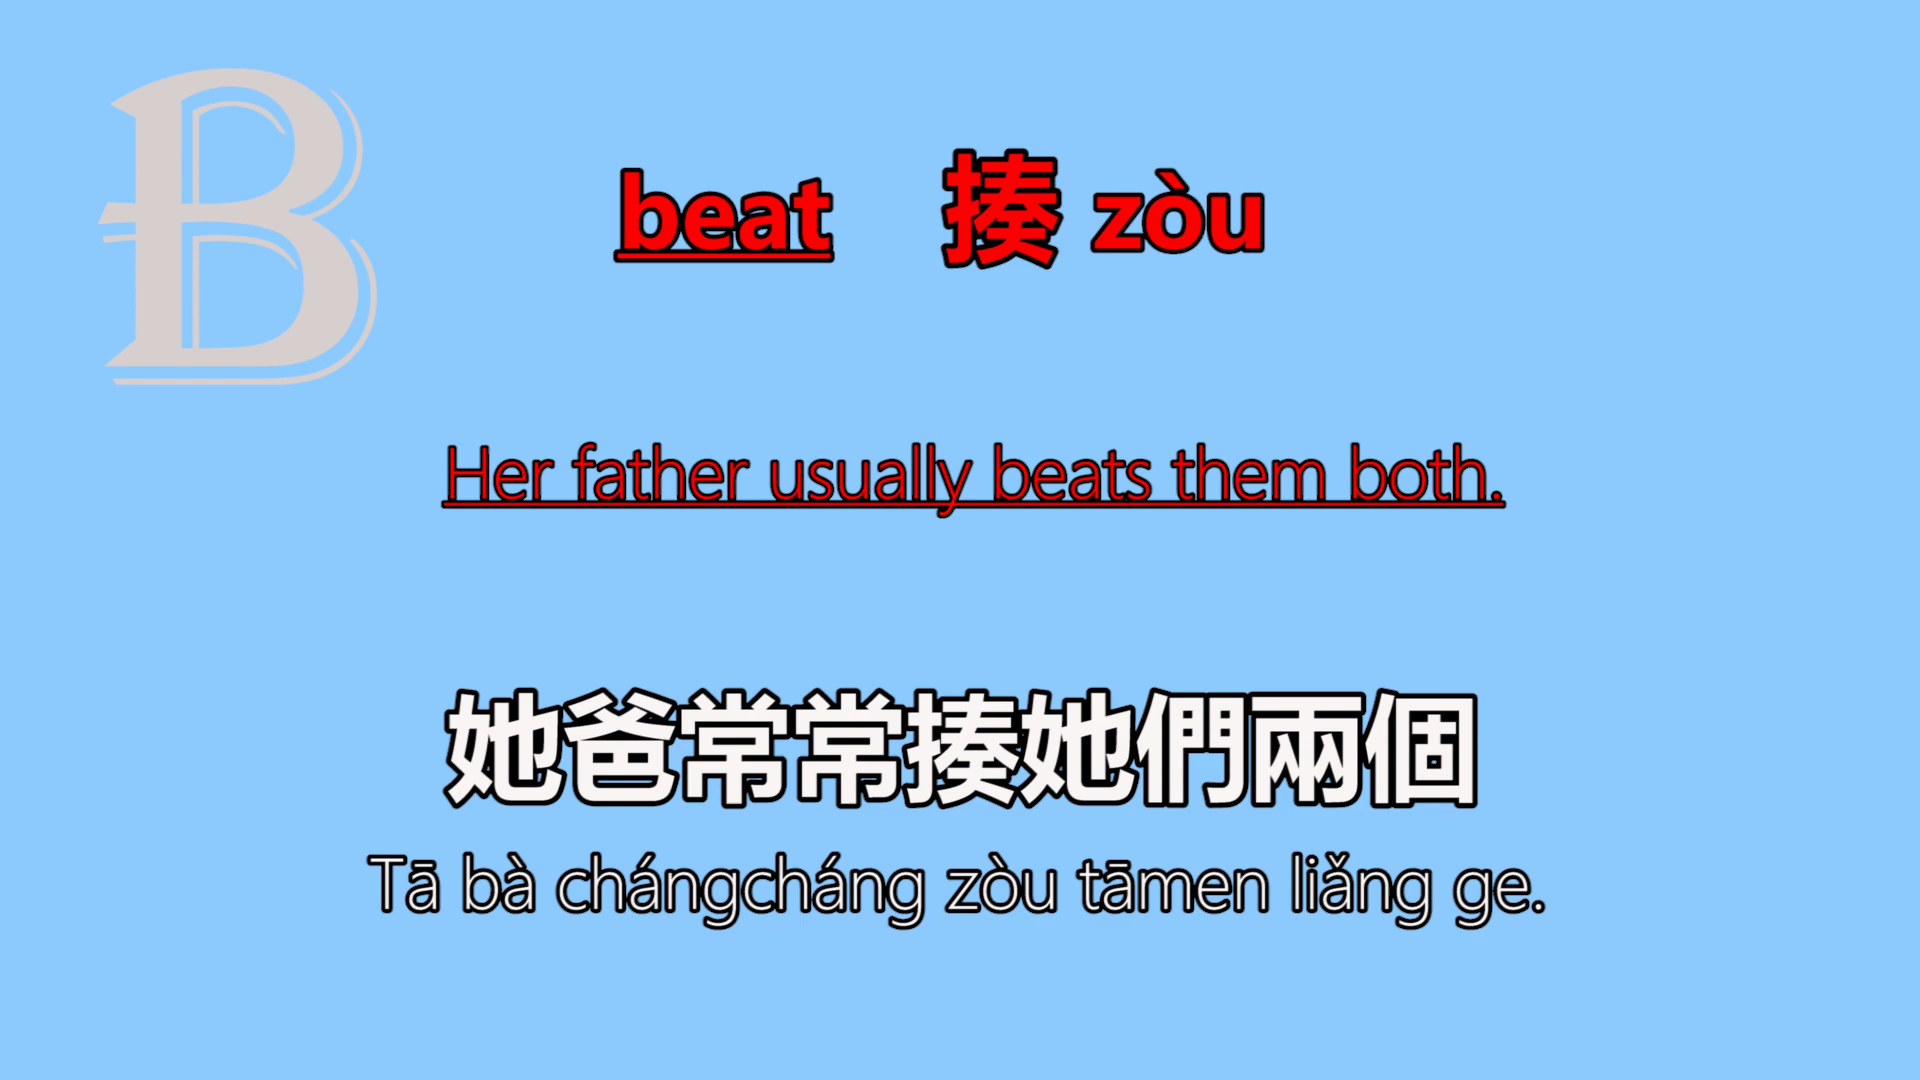 B
beat 揍 zòu
Her father usually beats them both.
她爸常常揍她們兩個
Tā bà chángcháng zòu tāmen liǎng ge.